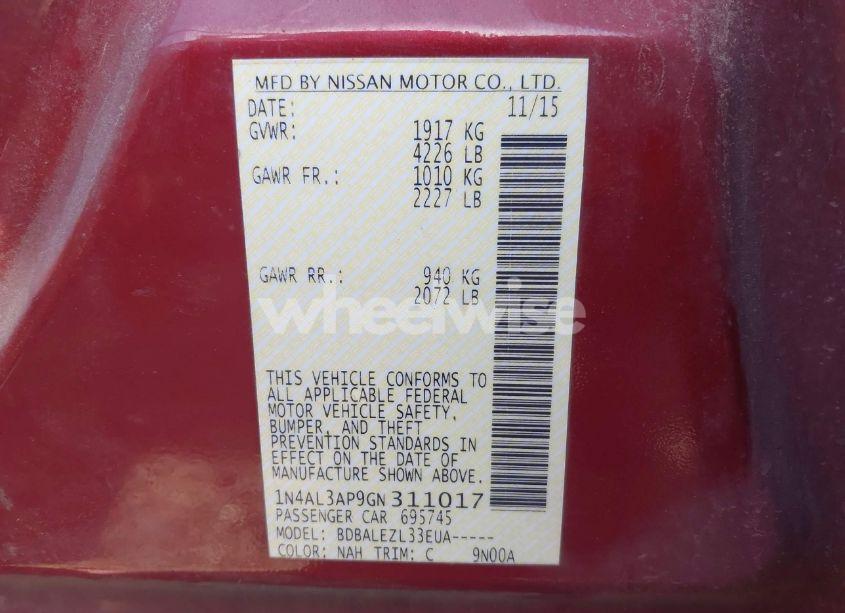 MFD BY NISSAN MOTOR CO., LTD.
DATE: 11/15
GVWR: 1917 KG
4226 LB
GAWR FR.: 1010 KG
2227 LB
GAWR RR.: 940 KG
2072 LB
wheelwise
THIS VEHICLE CONFORMS TO
ALL APPLICABLE FEDERAL
MOTOR VEHICLE SAFETY,
BUMPER, AND THEFT
PREVENTION STANDARDS IN
EFFECT ON THE DATE OF
MANUFACTURE SHOWN ABOVE.
1N4AL3AP9GN311017
PASSENGER CAR 695745
MODEL: BDBALEZL33EUA-----
COLOR: NAH TRIM: C 9N00A